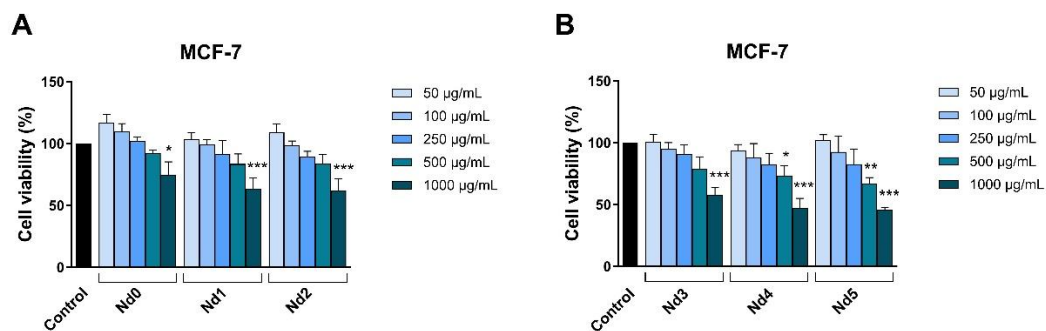 A
MCF-7
Cell viability (%)
150
100
50
0
*
***
***
Control
Nd0
Nd1
Nd2
50 µg/mL
100 µg/mL
250 µg/mL
500 µg/mL
1000 µg/mL
B
MCF-7
Cell viability (%)
150
100
50
0
***
*
***
**
***
Control
Nd3
Nd4
Nd5
50 µg/mL
100 µg/mL
250 µg/mL
500 µg/mL
1000 µg/mL